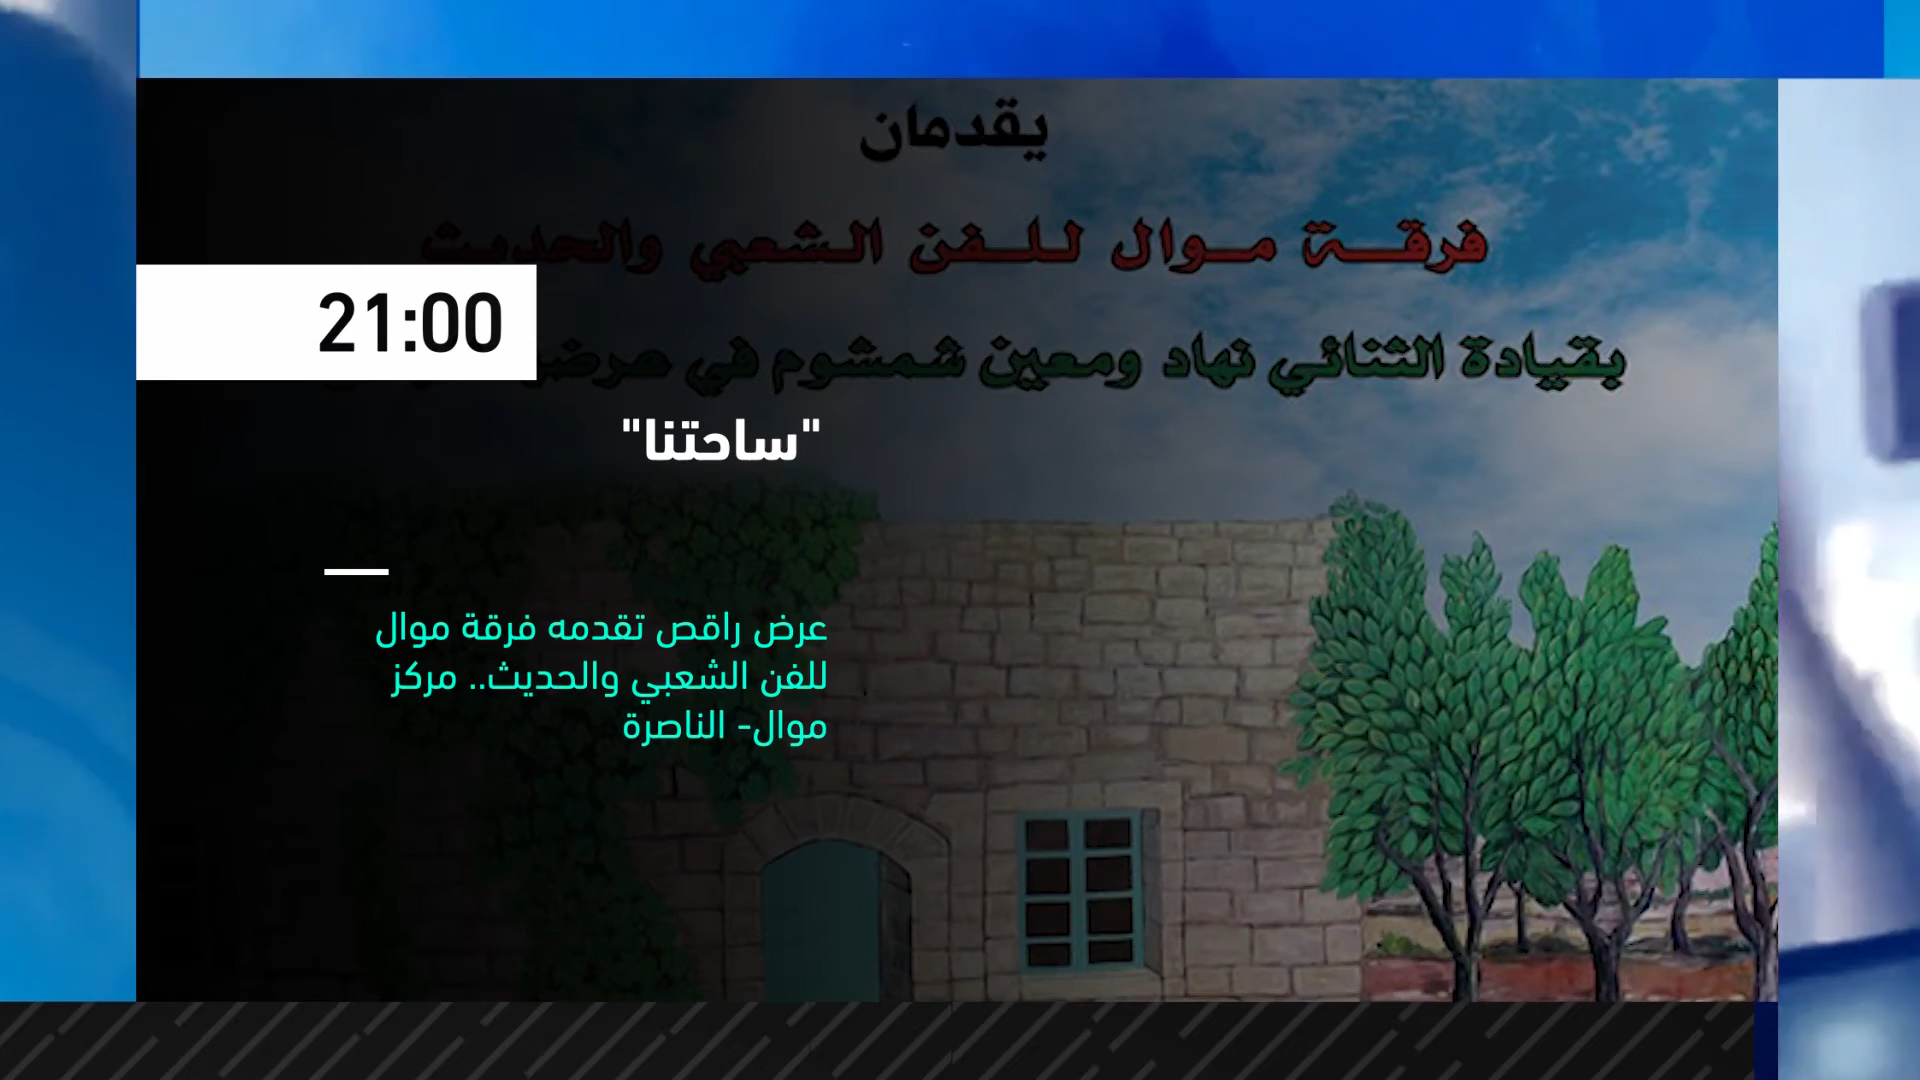 يقدمان
فرقة موال للفن الشعبي والحديث
بقيادة الثنائي نهاد ومعين شمشوم في
21:00
"ساحتنا"
عرض راقص تقدمه فرقة موال
للفن الشعبي والحديث.. مركز
موال- الناصرة